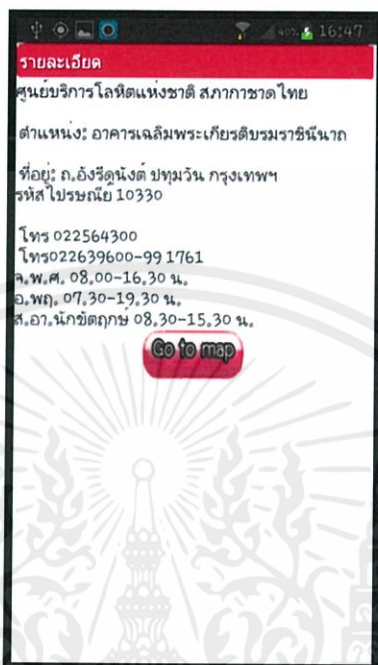 40% 16:47
รายละเอียด
ศูนย์บริการโลหิตแห่งชาติ สภากาชาดไทย
ตำแหน่ง: อาคารเฉลิมพระเกียรติบรมราชินีนาถ
ที่อยู่: ถ.อังรีดูนังต์ ปทุมวัน กรุงเทพฯ
รหัสไปรษณีย์ 10330
โทร 022564300
โทร022639600-99 1761
จ.พ.ศ. 08.00-16.30 น.
อ.พฤ. 07.30-19.30 น.
ส.อา.นักขัตฤกษ์ 08.30-15.30 น.
Go to map